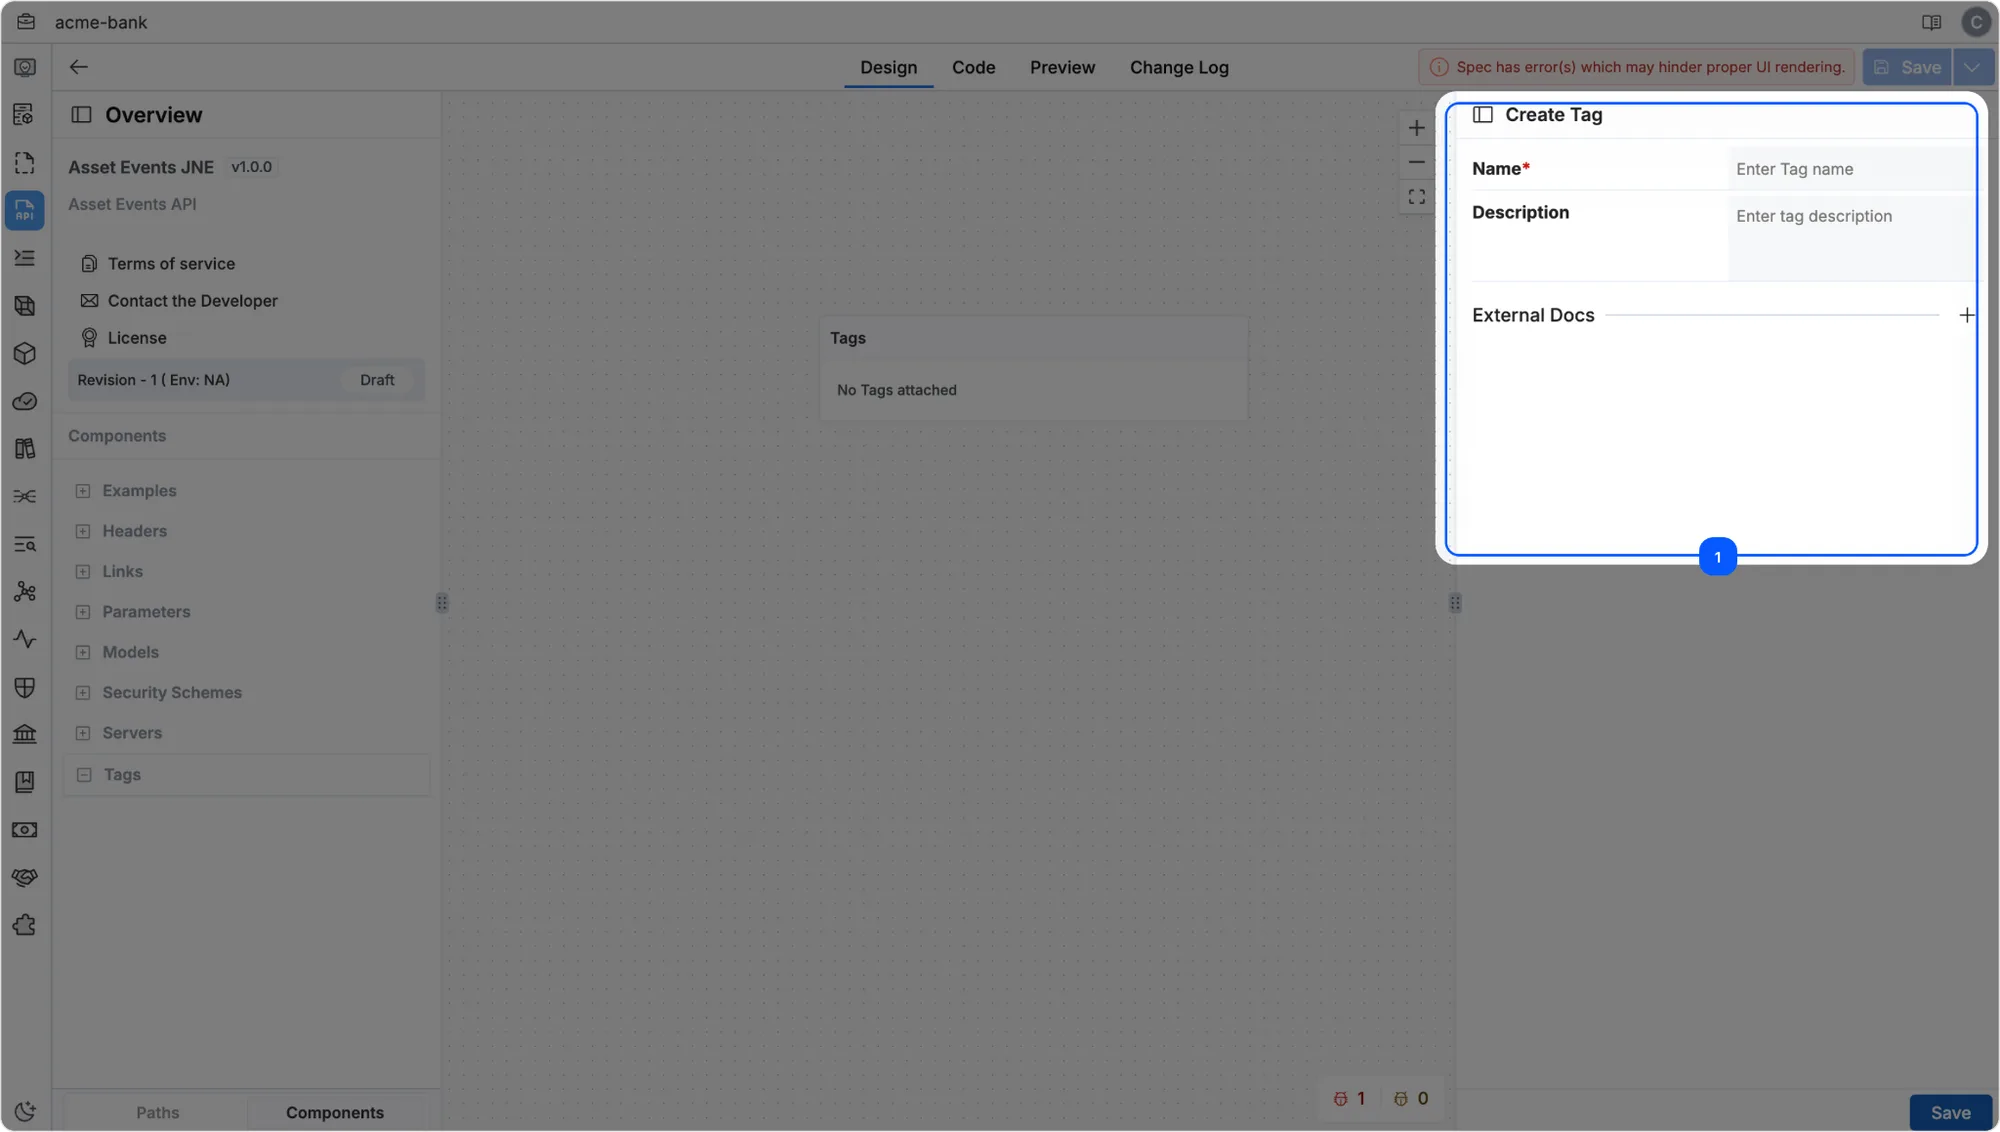 acme-bank
C
Design
Code
Preview
Change Log
Spec has error(s) which may hinder proper UI rendering.
Save
Overview
Asset Events JNE
v1.0.0
Asset Events API
API
Terms of service
Contact the Developer
License
Revision - 1 ( Env: NA)
Draft
Components
Examples
Headers
Links
Parameters
Models
Security Schemes
Servers
Tags
Paths
Components
Tags
No Tags attached
1
0
Create Tag
Name*
Enter Tag name
Description
Enter tag description
External Docs
1
Save